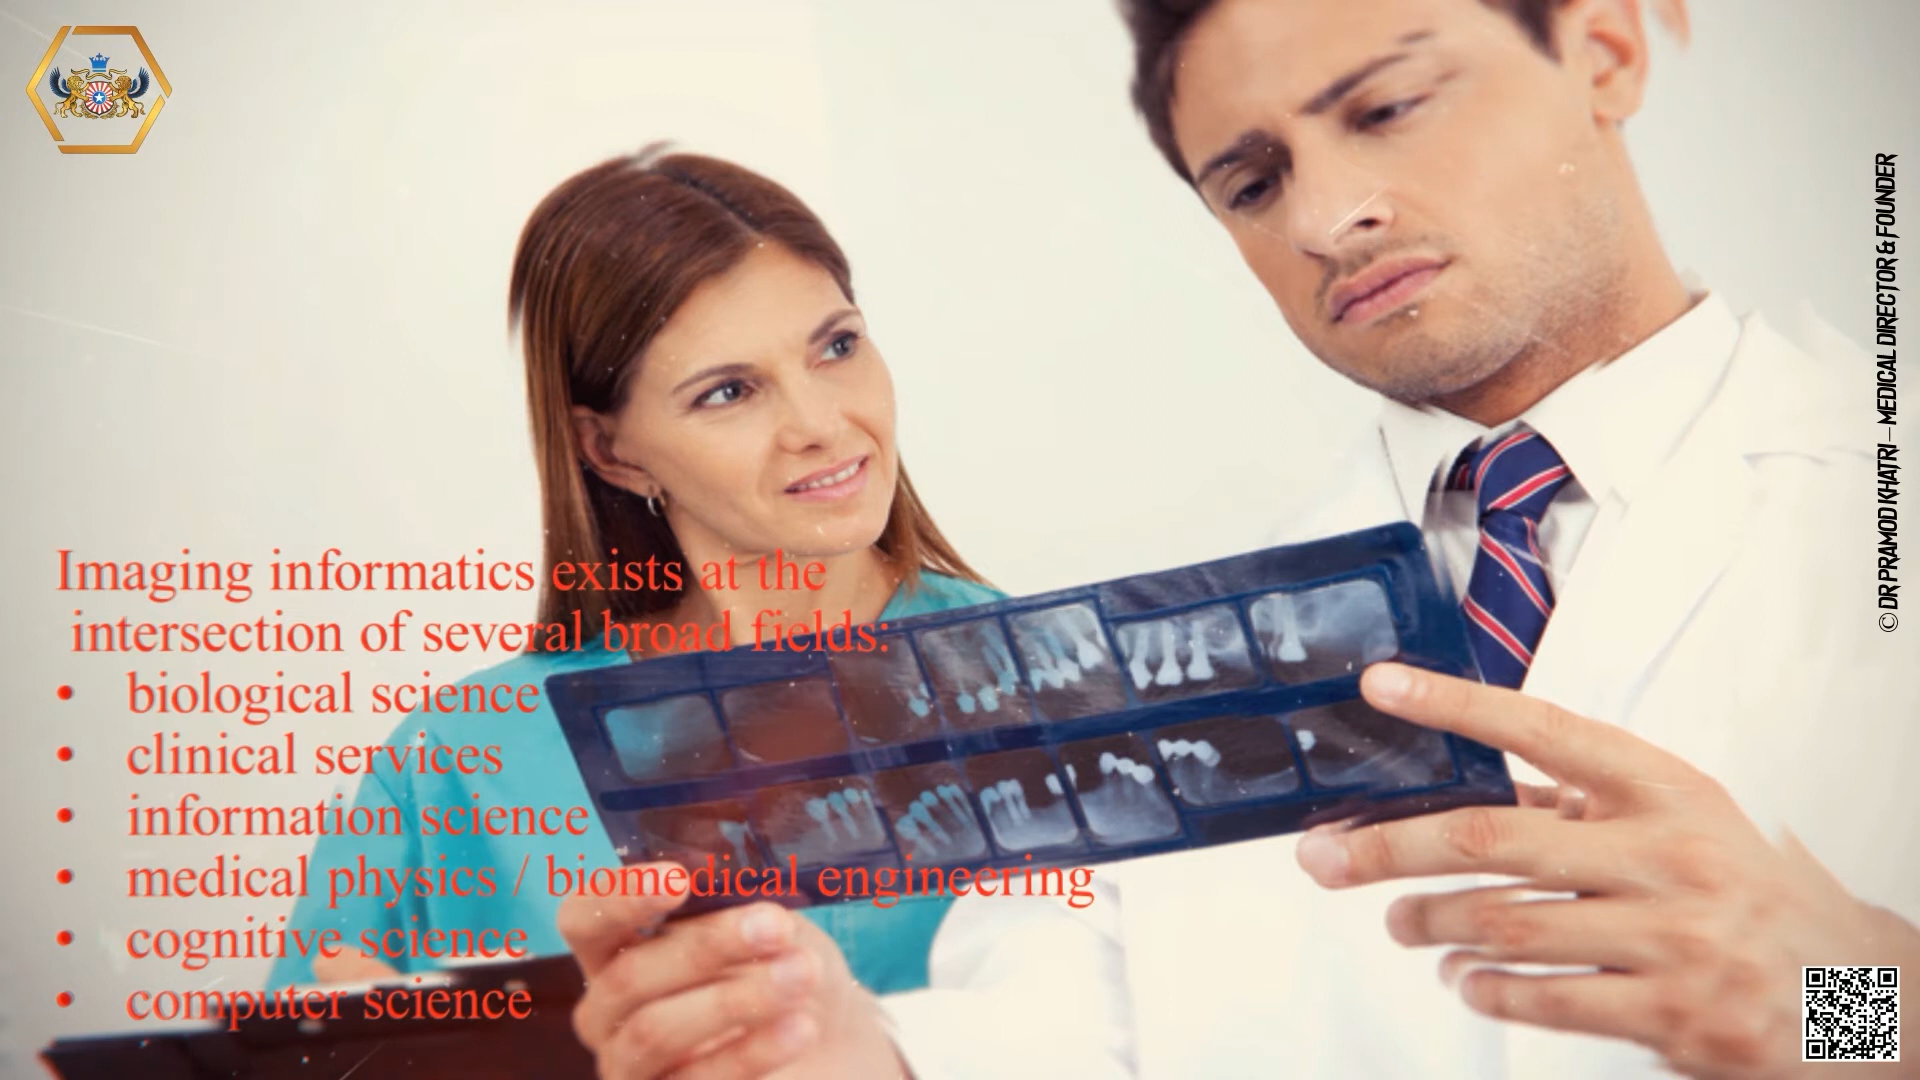 Imaging informatics exists at the
intersection of several broad fields:
• biological science
• clinical services
• information science
• medical physics / biomedical engineering
• cognitive science
• computer science
© DR PRAMOD KHATRI – MEDICAL DIRECTOR & FOUNDER